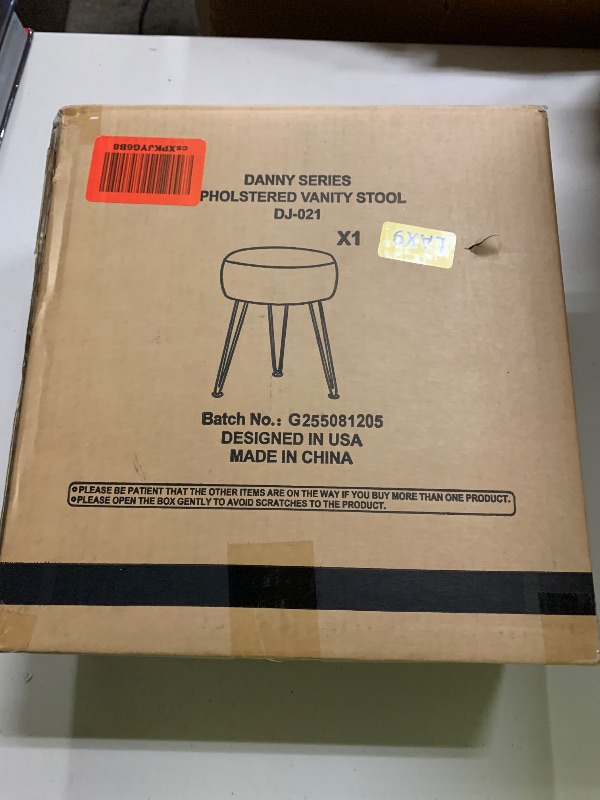 csXPKJYG6B8
DANNY SERIES
PHOLSTERED VANITY STOOL
DJ-021
X1
LAX9
Batch No.: G255081205
DESIGNED IN USA
MADE IN CHINA
PLEASE BE PATIENT THAT THE OTHER ITEMS ARE ON THE WAY IF YOU BUY MORE THAN ONE PRODUCT.
PLEASE OPEN THE BOX GENTLY TO AVOID SCRATCHES TO THE PRODUCT.